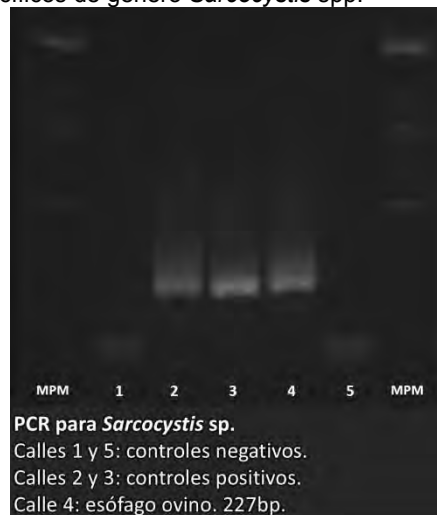 específicos de género Sarcocystis spp.
MPM 1 2 3 4 5 MPM
PCR para Sarcocystis sp.
Calles 1 y 5: controles negativos.
Calles 2 y 3: controles positivos.
Calle 4: esófago ovino. 227bp.